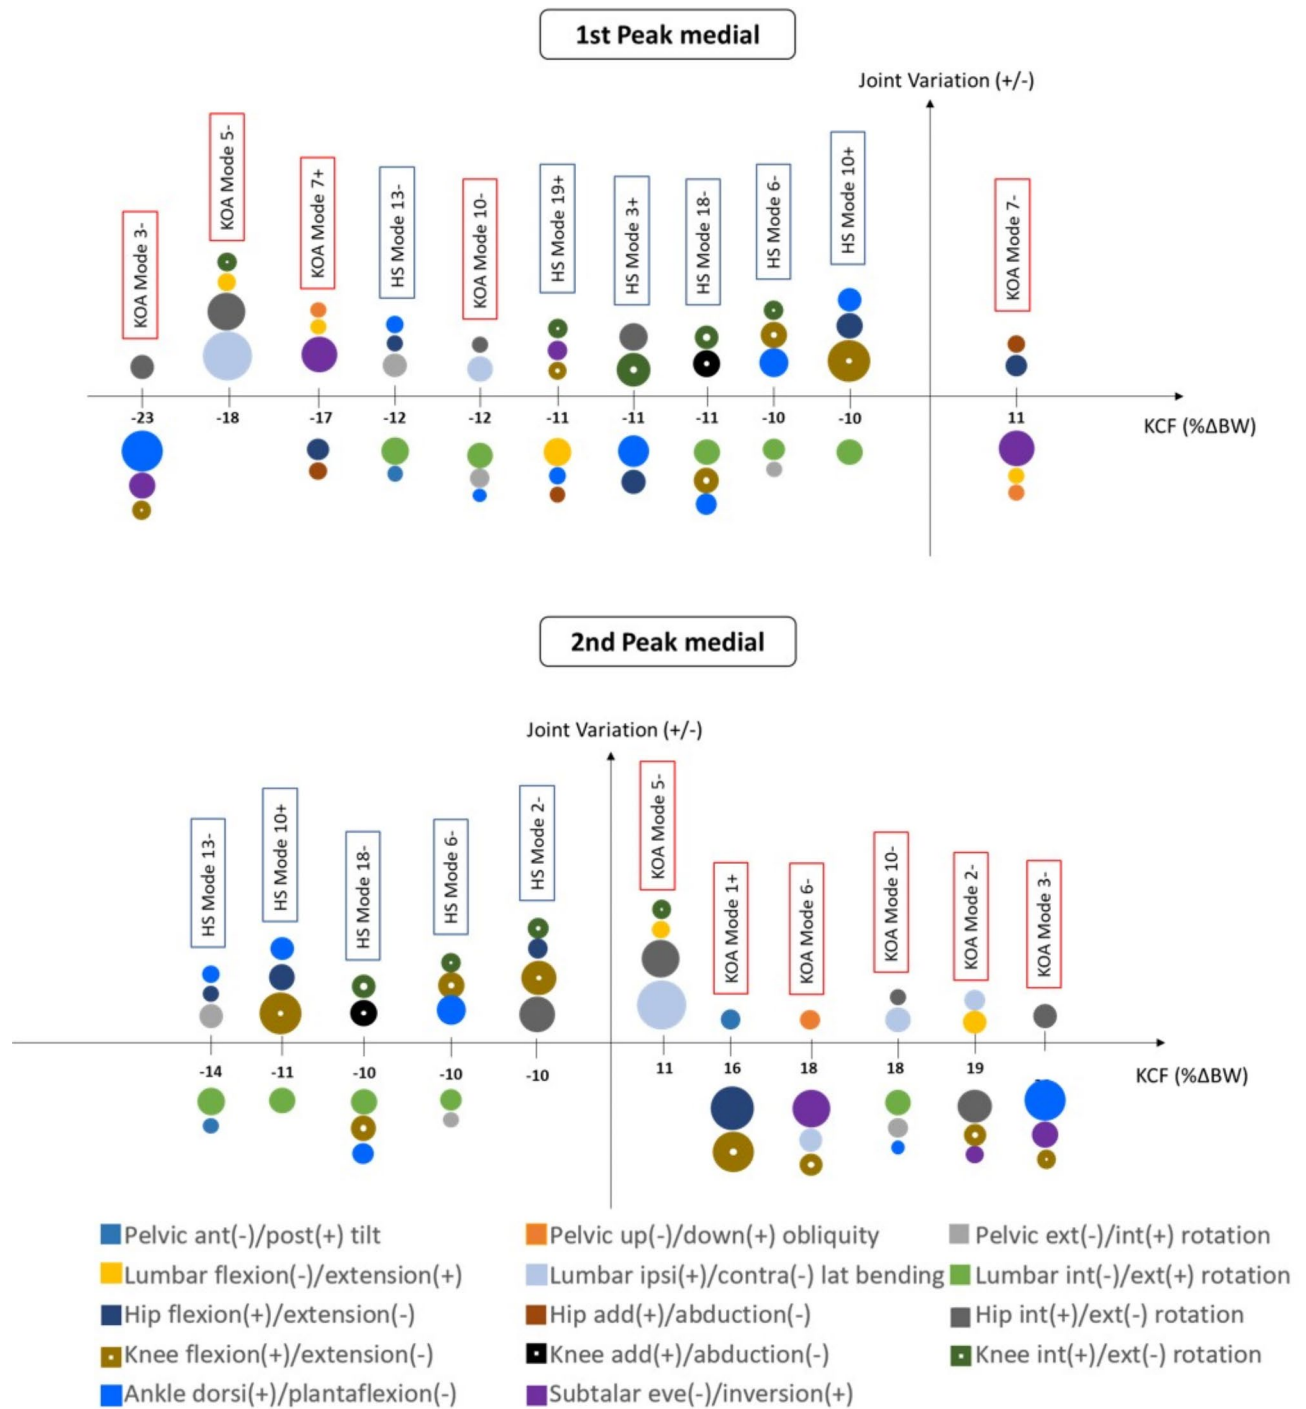 1st Peak medial
Joint Variation (+/-)
KOA Mode 3-
KOA Mode 5-
KOA Mode 7+
HS Mode 13-
KOA Mode 10-
HS Mode 19+
HS Mode 3+
HS Mode 18-
HS Mode 6-
HS Mode 10+
KOA Mode 7-
-23 -18 -17 -12 -12 -11 -11 -11 -10 -10 11
KCF (%ΔBW)
2nd Peak medial
Joint Variation (+/-)
HS Mode 13-
HS Mode 10+
HS Mode 18-
HS Mode 6-
HS Mode 2-
KOA Mode 5-
KOA Mode 1+
KOA Mode 6-
KOA Mode 10-
KOA Mode 2-
KOA Mode 3-
-14 -11 -10 -10 -10 11 16 18 18 19
KCF (%ΔBW)
Pelvic ant(-)/post(+) tilt
Pelvic up(-)/down(+) obliquity
Pelvic ext(-)/int(+) rotation
Lumbar flexion(-)/extension(+)
Lumbar ipsi(+)/contra(-) lat bending
Lumbar int(-)/ext(+) rotation
Hip flexion(+)/extension(-)
Hip add(+)/abduction(-)
Hip int(+)/ext(-) rotation
Knee flexion(+)/extension(-)
Knee add(+)/abduction(-)
Knee int(+)/ext(-) rotation
Ankle dorsi(+)/plantaflexion(-)
Subtalar eve(-)/inversion(+)